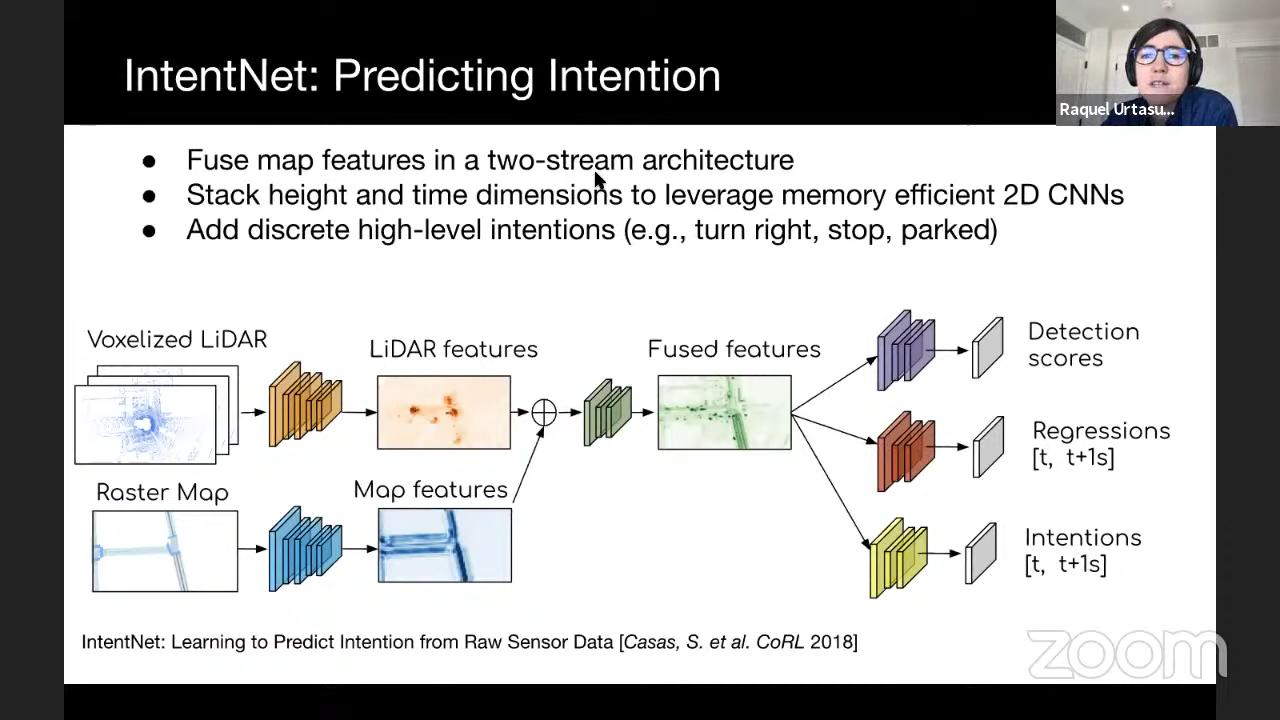 IntentNet: Predicting Intention
Raquel Urtasu...
● Fuse map features in a two-stream architecture
● Stack height and time dimensions to leverage memory efficient 2D CNNs
● Add discrete high-level intentions (e.g., turn right, stop, parked)
Voxelized LiDAR
LiDAR features
Fused features
Detection
scores
Regressions
[t, t+1s]
Raster Map
Map features
Intentions
[t, t+1s]
IntentNet: Learning to Predict Intention from Raw Sensor Data [Casas, S. et al. CoRL 2018]
zoom